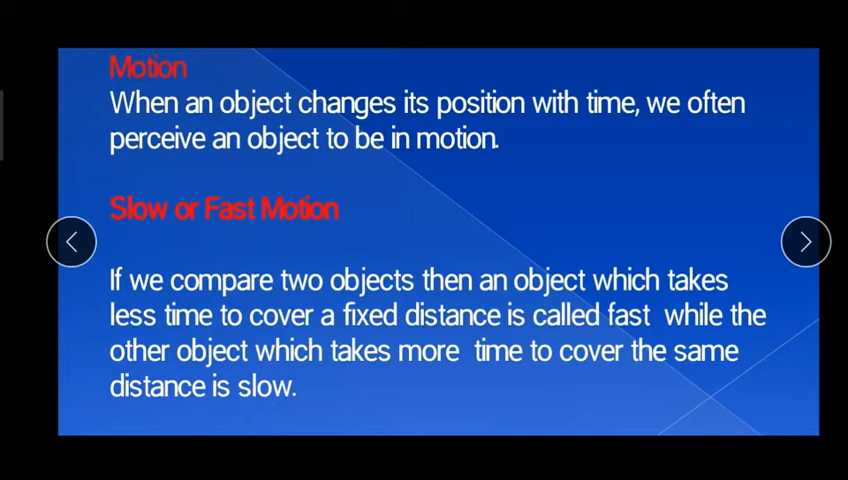 Motion
When an object changes its position with time, we often
perceive an object to be in motion.
Slow or Fast Motion
If we compare two objects then an object which takes
less time to cover a fixed distance is called fast while the
other object which takes more time to cover the same
distance is slow.